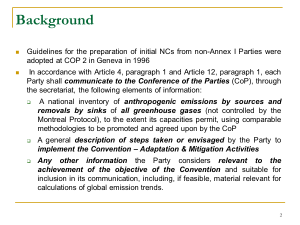 Background
Guidelines for the preparation of initial NCs from non-Annex I Parties were
adopted at COP 2 in Geneva in 1996
In accordance with Article 4, paragraph 1 and Article 12, paragraph 1, each
Party shall communicate to the Conference of the Parties (CoP), through
the secretariat, the following elements of information:
A national inventory of anthropogenic emissions by sources and
removals by sinks of all greenhouse gases (not controlled by the
Montreal Protocol), to the extent its capacities permit, using comparable
methodologies to be promoted and agreed upon by the CoP
A general description of steps taken or envisaged by the Party to
implement the Convention – Adaptation & Mitigation Activities
Any other information the Party considers relevant to the
achievement of the objective of the Convention and suitable for
inclusion in its communication, including, if feasible, material relevant for
calculations of global emission trends.